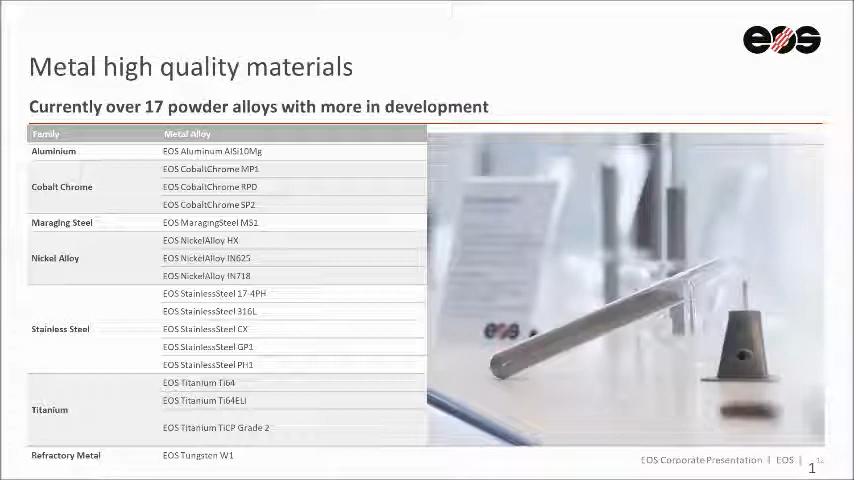 eos
Metal high quality materials
Currently over 17 powder alloys with more in development
Family Metal Alloy
Aluminium EOS Aluminum AlSi10Mg
Cobalt Chrome EOS CobaltChrome MP1
EOS CobaltChrome RPD
EOS CobaltChrome SP2
Maraging Steel EOS MaragingSteel MS1
Nickel Alloy EOS NickelAlloy HX
EOS NickelAlloy IN625
EOS NickelAlloy IN718
Stainless Steel EOS StainlessSteel 17-4PH
EOS StainlessSteel 316L
EOS StainlessSteel CX
EOS StainlessSteel GP1
EOS StainlessSteel PH1
Titanium EOS Titanium Ti64
EOS Titanium Ti64ELI
EOS Titanium TiCP Grade 2
Refractory Metal EOS Tungsten W1
eos
EOS Corporate Presentation | EOS | 1